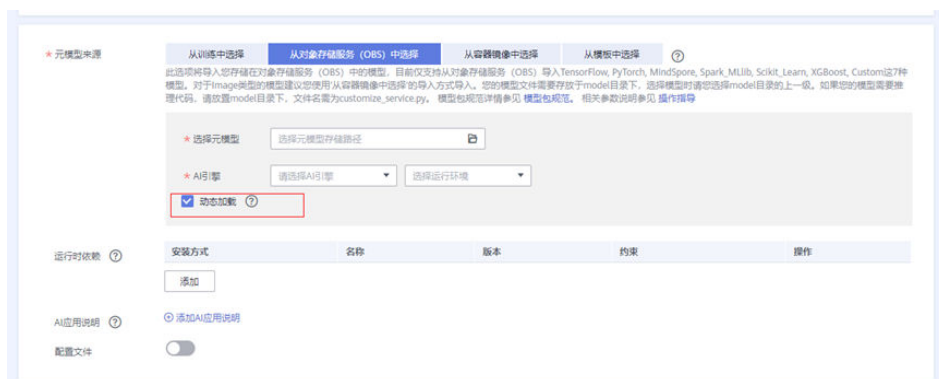 * 元模型来源
从训练中选择 从对象存储服务（OBS）中选择 从容器镜像中选择 从模板中选择 ?
此选项将导入您存储在对象存储服务（OBS）中的模型，目前仅支持从对象存储服务（OBS）导入TensorFlow, PyTorch, MindSpore, Spark_MLlib, Scikit_Learn, XGBoost, Custom这7种
模型。对于Image类型的模型建议您使用‘从容器镜像中选择’的导入方式导入。您的模型文件需要存放于model目录下，选择模型时请您选择model目录的上一级。如果您的模型需要推
理代码，请放置model目录下，文件名需为customize_service.py。 模型包规范详情参见 模型包规范。 相关参数说明参见 操作指导
* 选择元模型 选择元模型存储路径
* AI引擎 请选择AI引擎 选择运行环境
动态加载 ?
运行时依赖 ?
安装方式 名称 版本 约束 操作
添加
AI应用说明 ? 添加AI应用说明
配置文件